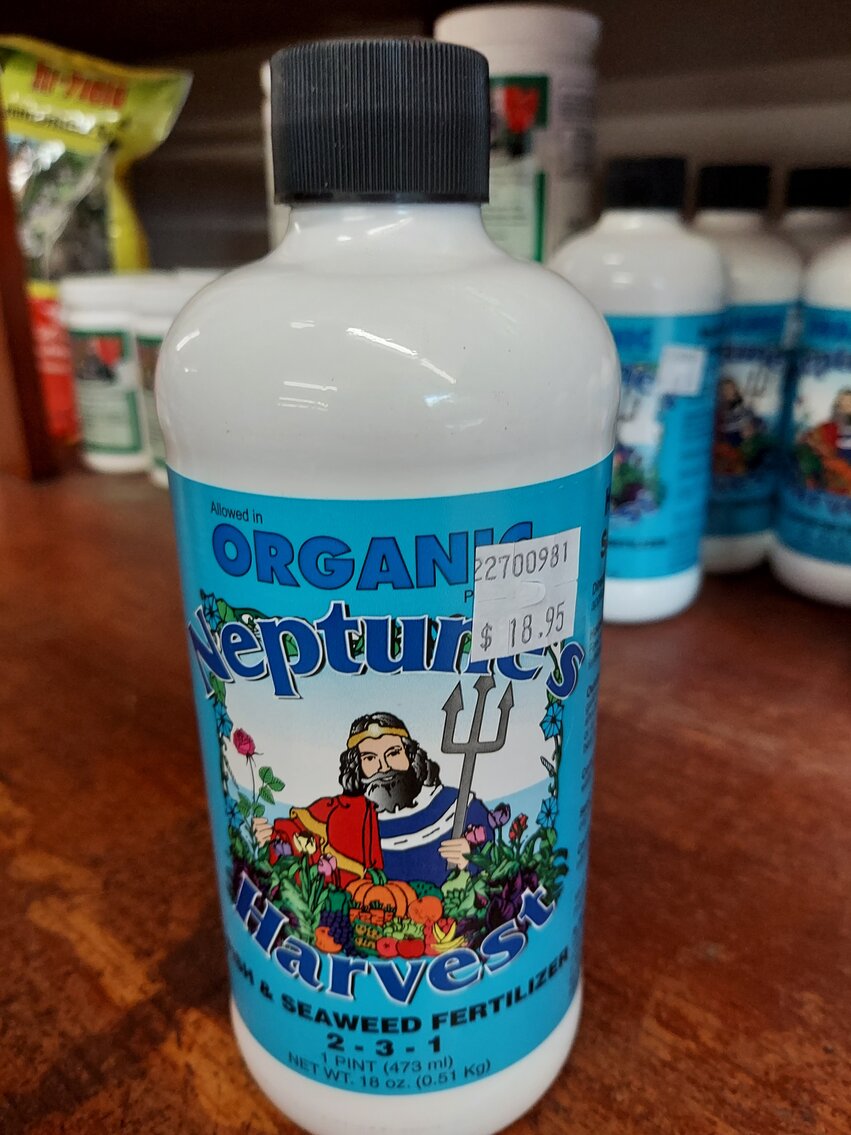 Allowed in
ORGANIC
22700981
$ 18.95
Neptune's
Harvest
& SEAWEED FERTILIZER
2 - 3 - 1
1 PINT (473 ml)
NET WT. 18 oz. (0.51 Kg)